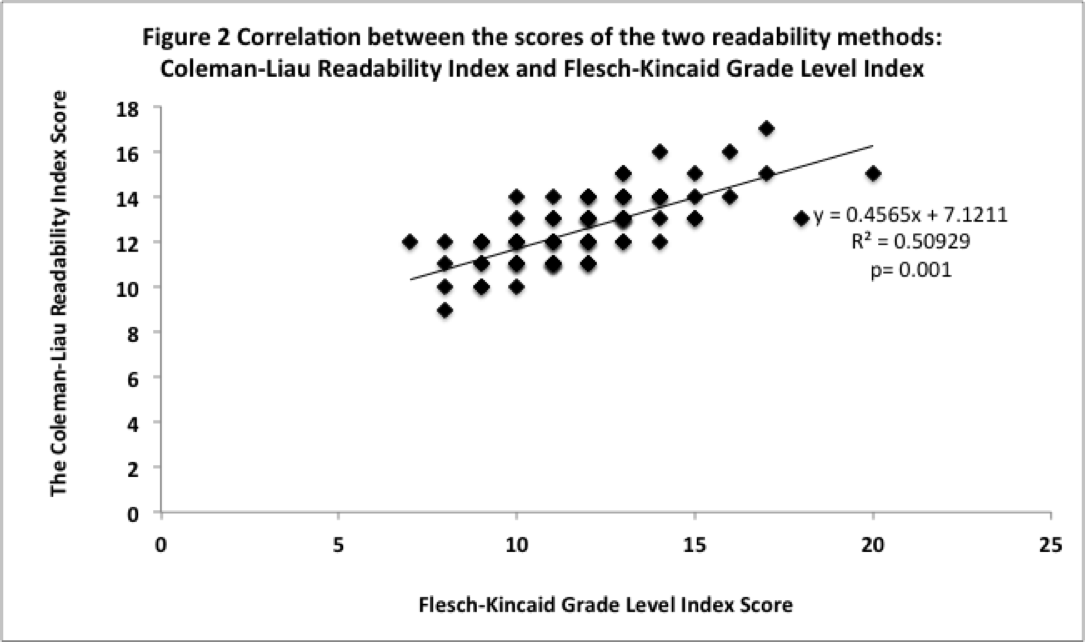 Figure 2 Correlation between the scores of the two readability methods:
Coleman-Liau Readability Index and Flesch-Kincaid Grade Level Index
The Coleman-Liau Readability Index Score
18
16
14
12
10
8
6
4
2
0
y = 0.4565x + 7.1211
R² = 0.50929
p= 0.001
0 5 10 15 20 25
Flesch-Kincaid Grade Level Index Score